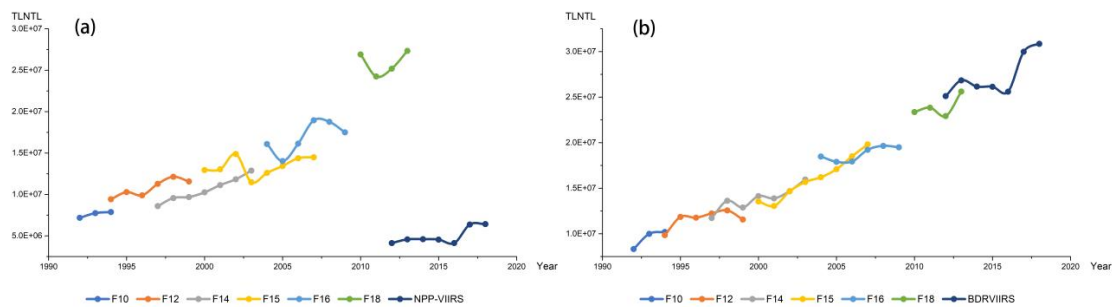 TLNTL
(a)
3.0E+07
2.5E+07
2.0E+07
1.5E+07
1.0E+07
5.0E+06
1990 1995 2000 2005 2010 2015 2020 Year
F10 F12 F14 F15 F16 F18 NPP-VIIRS
TLNTL
(b)
3.0E+07
2.5E+07
2.0E+07
1.5E+07
1.0E+07
1990 1995 2000 2005 2010 2015 2020 Year
F10 F12 F14 F15 F16 F18 BDRVIIRS